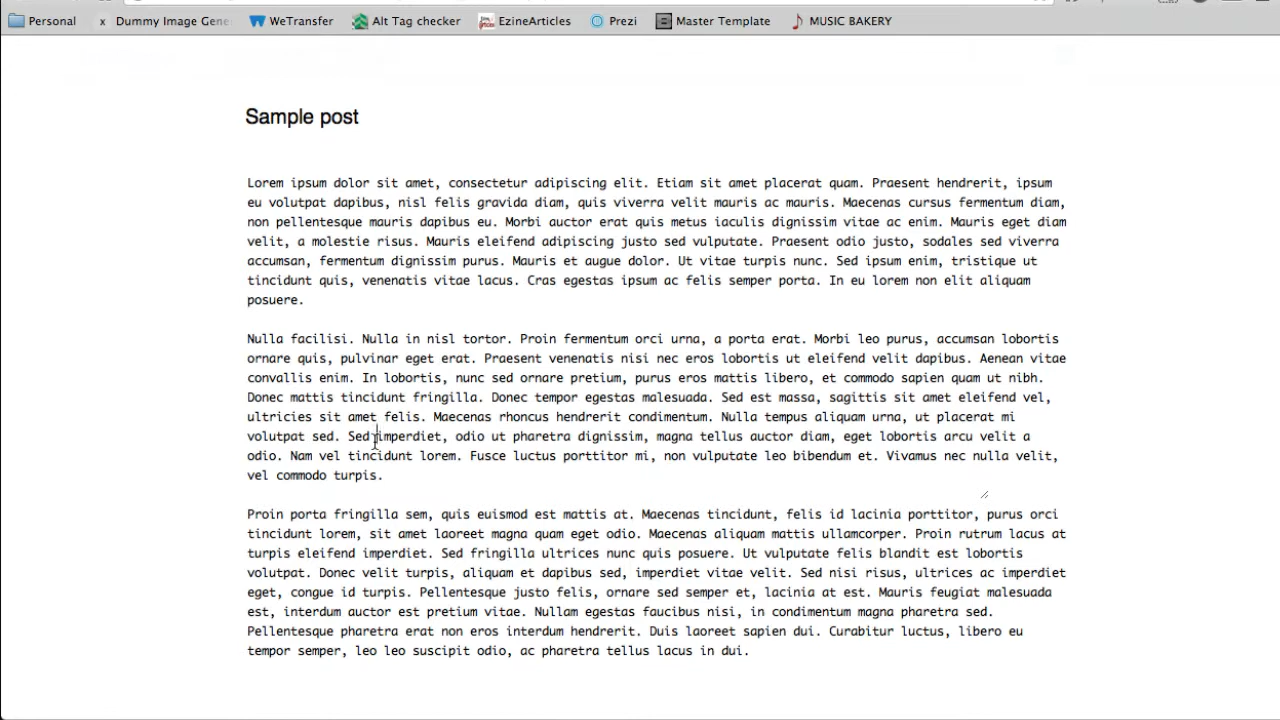 Personal x Dummy Image Gene WeTransfer Alt Tag checker EzineArticles Prezi Master Template MUSIC BAKERY
Sample post
Lorem ipsum dolor sit amet, consectetur adipiscing elit. Etiam sit amet placerat quam. Praesent hendrerit, ipsum
eu volutpat dapibus, nisl felis gravida diam, quis viverra velit mauris ac mauris. Maecenas cursus fermentum diam,
non pellentesque mauris dapibus eu. Morbi auctor erat quis metus iaculis dignissim vitae ac enim. Mauris eget diam
velit, a molestie risus. Mauris eleifend adipiscing justo sed vulputate. Praesent odio justo, sodales sed viverra
accumsan, fermentum dignissim purus. Mauris et augue dolor. Ut vitae turpis nunc. Sed ipsum enim, tristique ut
tincidunt quis, venenatis vitae lacus. Cras egestas ipsum ac felis semper porta. In eu lorem non elit aliquam
posuere.
Nulla facilisi. Nulla in nisl tortor. Proin fermentum orci urna, a porta erat. Morbi leo purus, accumsan lobortis
ornare quis, pulvinar eget erat. Praesent venenatis nisi nec eros lobortis ut eleifend velit dapibus. Aenean vitae
convallis enim. In lobortis, nunc sed ornare pretium, purus eros mattis libero, et commodo sapien quam ut nibh.
Donec mattis tincidunt fringilla. Donec tempor egestas malesuada. Sed est massa, sagittis sit amet eleifend vel,
ultricies sit amet felis. Maecenas rhoncus hendrerit condimentum. Nulla tempus aliquam urna, ut placerat mi
volutpat sed. Sed imperdiet, odio ut pharetra dignissim, magna tellus auctor diam, eget lobortis arcu velit a
odio. Nam vel tincidunt lorem. Fusce luctus porttitor mi, non vulputate leo bibendum et. Vivamus nec nulla velit,
vel commodo turpis.
Proin porta fringilla sem, quis euismod est mattis at. Maecenas tincidunt, felis id lacinia porttitor, purus orci
tincidunt lorem, sit amet laoreet magna quam eget odio. Maecenas aliquam mattis ullamcorper. Proin rutrum lacus at
turpis eleifend imperdiet. Sed fringilla ultrices nunc quis posuere. Ut vulputate felis blandit est lobortis
volutpat. Donec velit turpis, aliquam et dapibus sed, imperdiet vitae velit. Sed nisi risus, ultrices ac imperdiet
eget, congue id turpis. Pellentesque justo felis, ornare sed semper et, lacinia at est. Mauris feugiat malesuada
est, interdum auctor est pretium vitae. Nullam egestas faucibus nisi, in condimentum magna pharetra sed.
Pellentesque pharetra erat non eros interdum hendrerit. Duis laoreet sapien dui. Curabitur luctus, libero eu
tempor semper, leo leo suscipit odio, ac pharetra tellus lacus in dui.